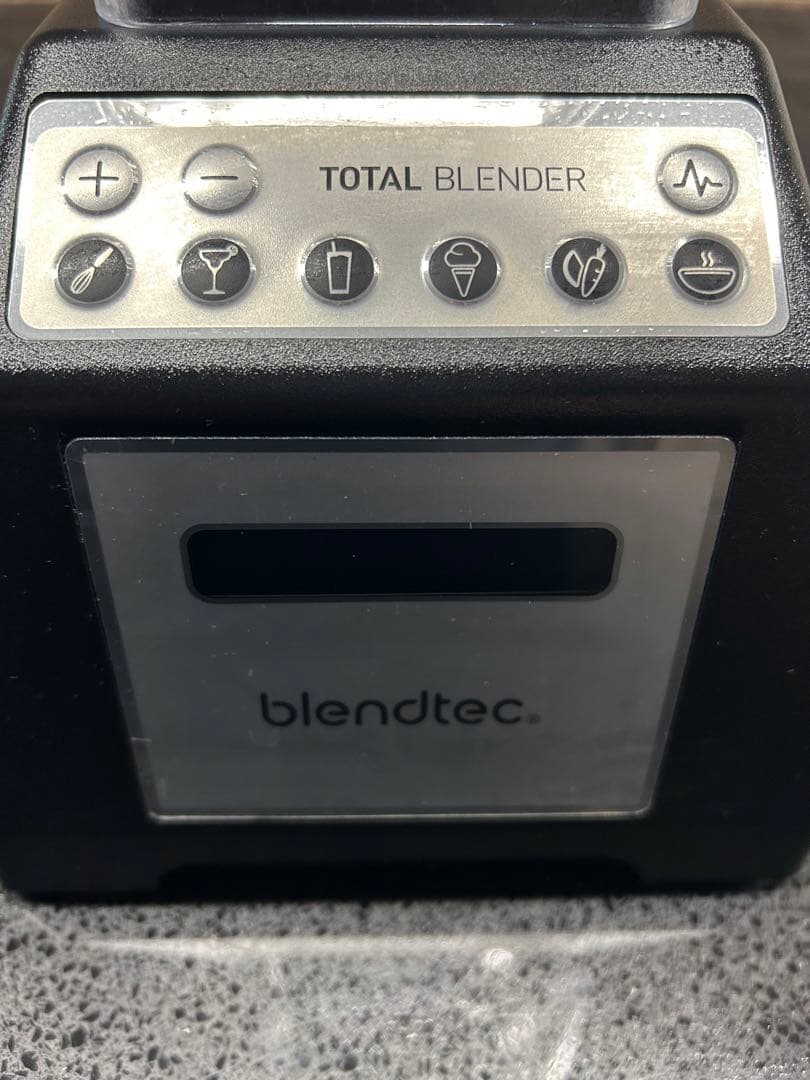 + −
TOTAL BLENDER
blendtec®